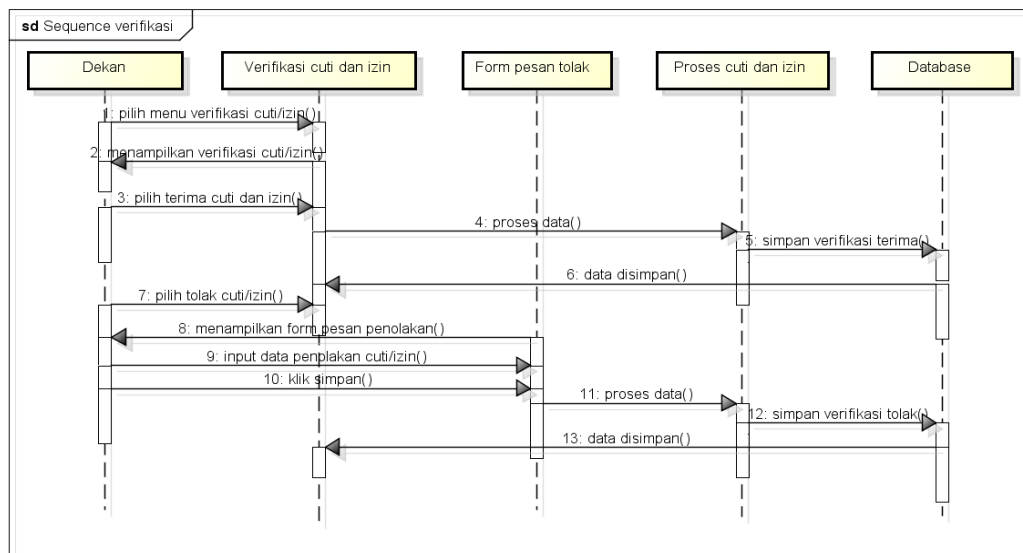 sd Sequence verifikasi
Dekan
Verifikasi cuti dan izin
Form pesan tolak
Proses cuti dan izin
Database
1: pilih menu verifikasi cuti/izin()
2: menampilkan verifikasi cuti/izin()
3: pilih terima cuti dan izin()
4: proses data()
5: simpan verifikasi terima()
6: data disimpan()
7: pilih tolak cuti/izin()
8: menampilkan form pesan penolakan()
9: input data penplakan cuti/izin()
10: klik simpan()
11: proses data()
12: simpan verifikasi tolak()
13: data disimpan()